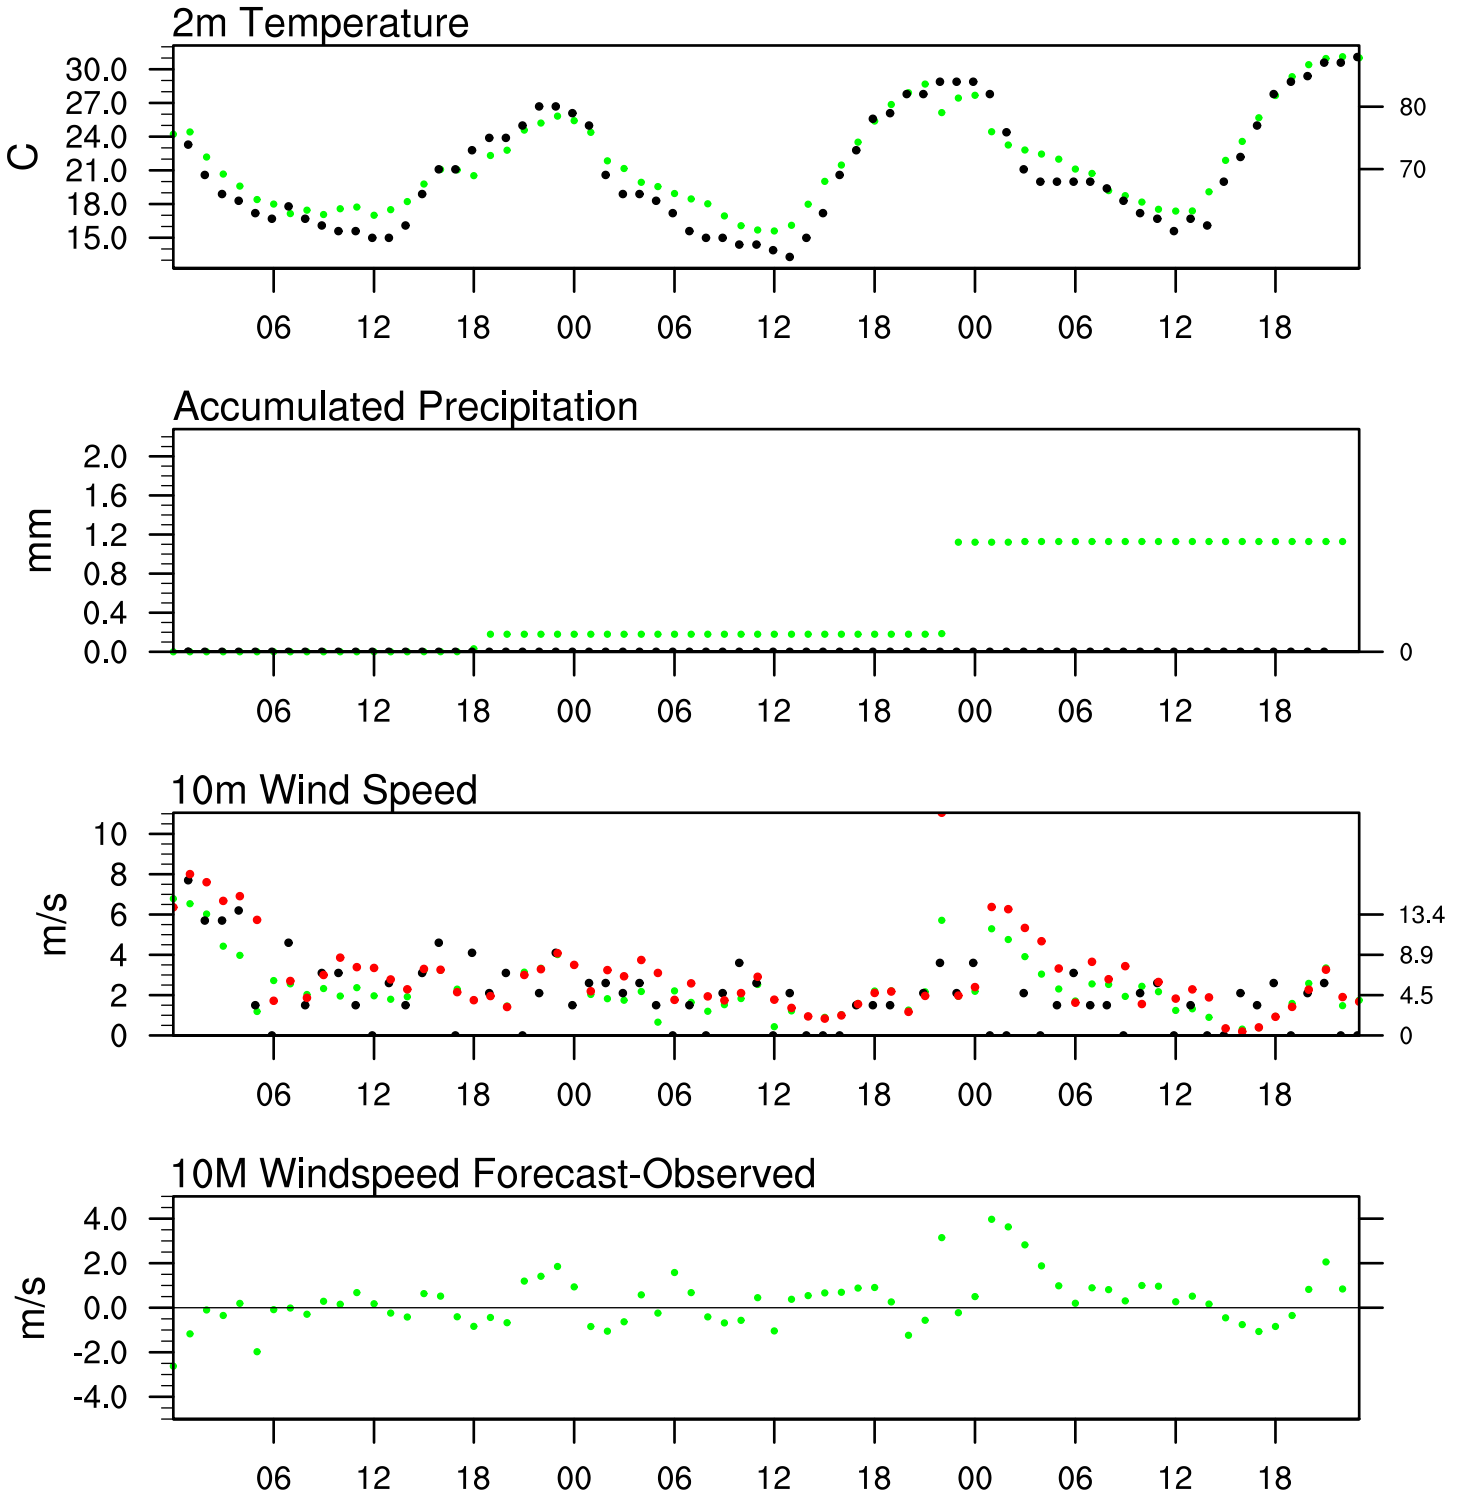 2m Temperature
C
30.0
27.0
24.0
21.0
18.0
15.0
80
70
06 12 18 00 06 12 18 00 06 12 18
Accumulated Precipitation
mm
2.0
1.6
1.2
0.8
0.4
0.0
0
06 12 18 00 06 12 18 00 06 12 18
10m Wind Speed
m/s
10
8
6
4
2
0
13.4
8.9
4.5
0
06 12 18 00 06 12 18 00 06 12 18
10M Windspeed Forecast-Observed
m/s
4.0
2.0
0.0
-2.0
-4.0
06 12 18 00 06 12 18 00 06 12 18